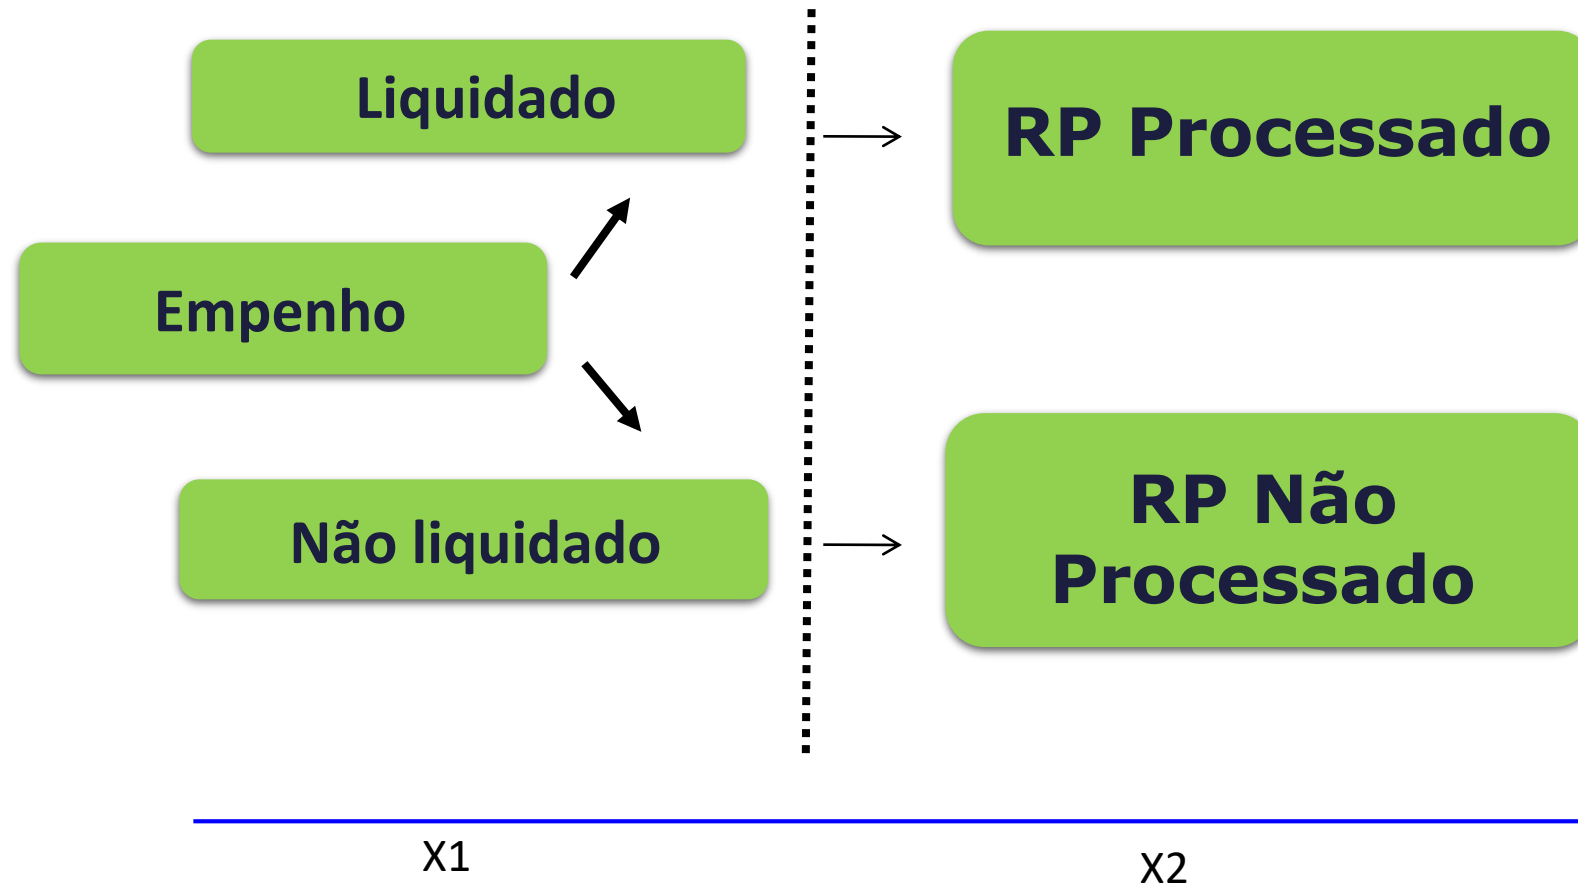 Liquidado
RP Processado
Empenho
Não liquidado
RP Não
Processado
X1
X2